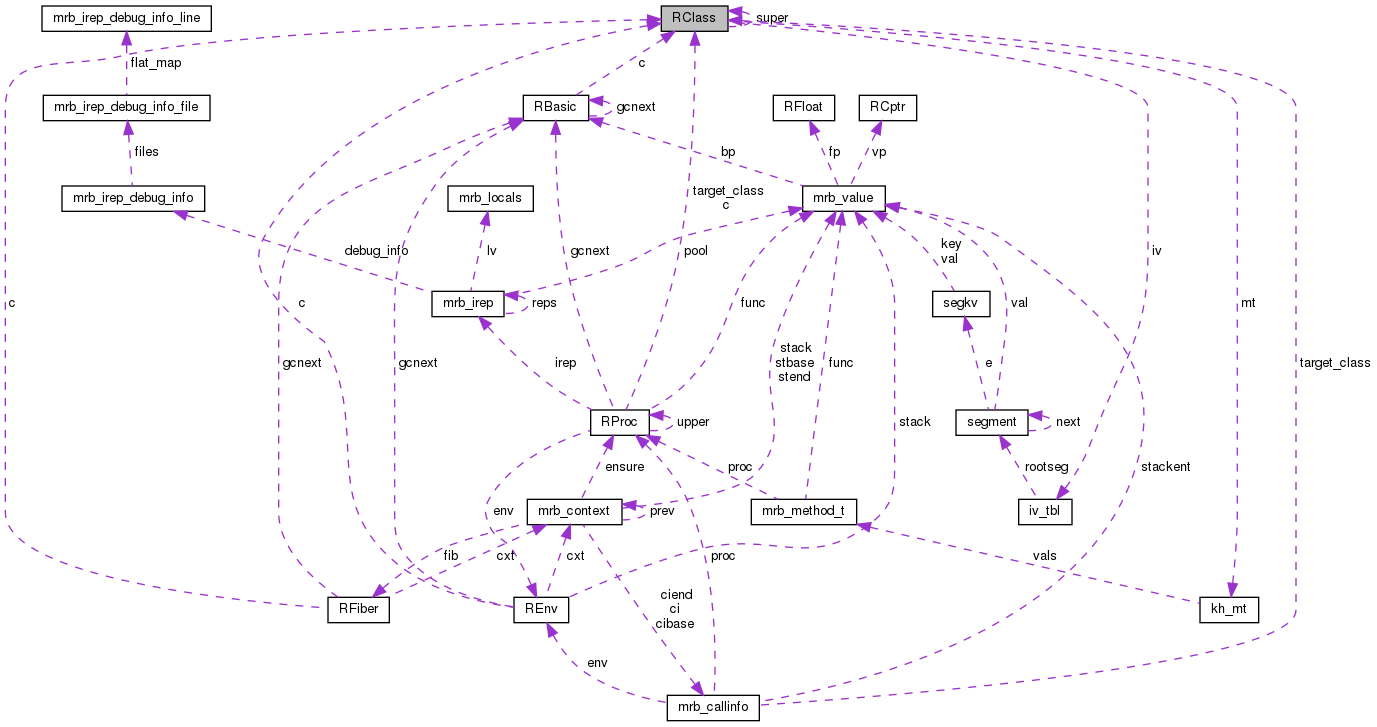 mrb_irep_debug_info_line
RClass
super
flat_map
c
mrb_irep_debug_info_file
RBasic
gcnext
RFloat
RCptr
files
bp
fp
vp
mrb_irep_debug_info
mrb_locals
target_class
c
mrb_value
debug_info
lv
gcnext
pool
key
val
iv
mrb_irep
reps
c
c
func
segkv
val
mt
gcnext
gcnext
irep
stack
stbase
stend
func
e
target_class
RProc
upper
stack
segment
next
ensure
proc
rootseg
stackent
env
mrb_context
prev
mrb_method_t
iv_tbl
fib
cxt
cxt
proc
vals
RFiber
REnv
ciend
ci
cibase
kh_mt
env
mrb_callinfo